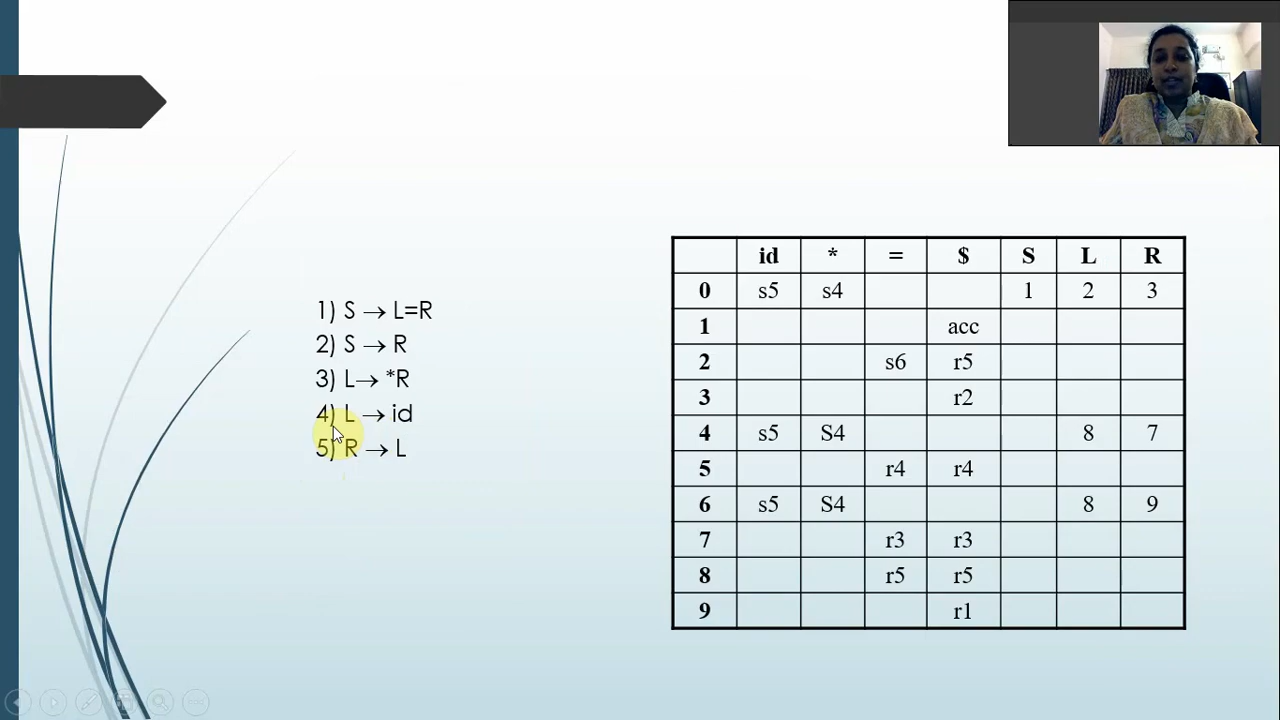 1) S → L=R
2) S → R
3) L→ *R
4) L → id
5) R → L
id * = $ S L R
0 s5 s4 1 2 3
1 acc
2 s6 r5
3 r2
4 s5 S4 8 7
5 r4 r4
6 s5 S4 8 9
7 r3 r3
8 r5 r5
9 r1